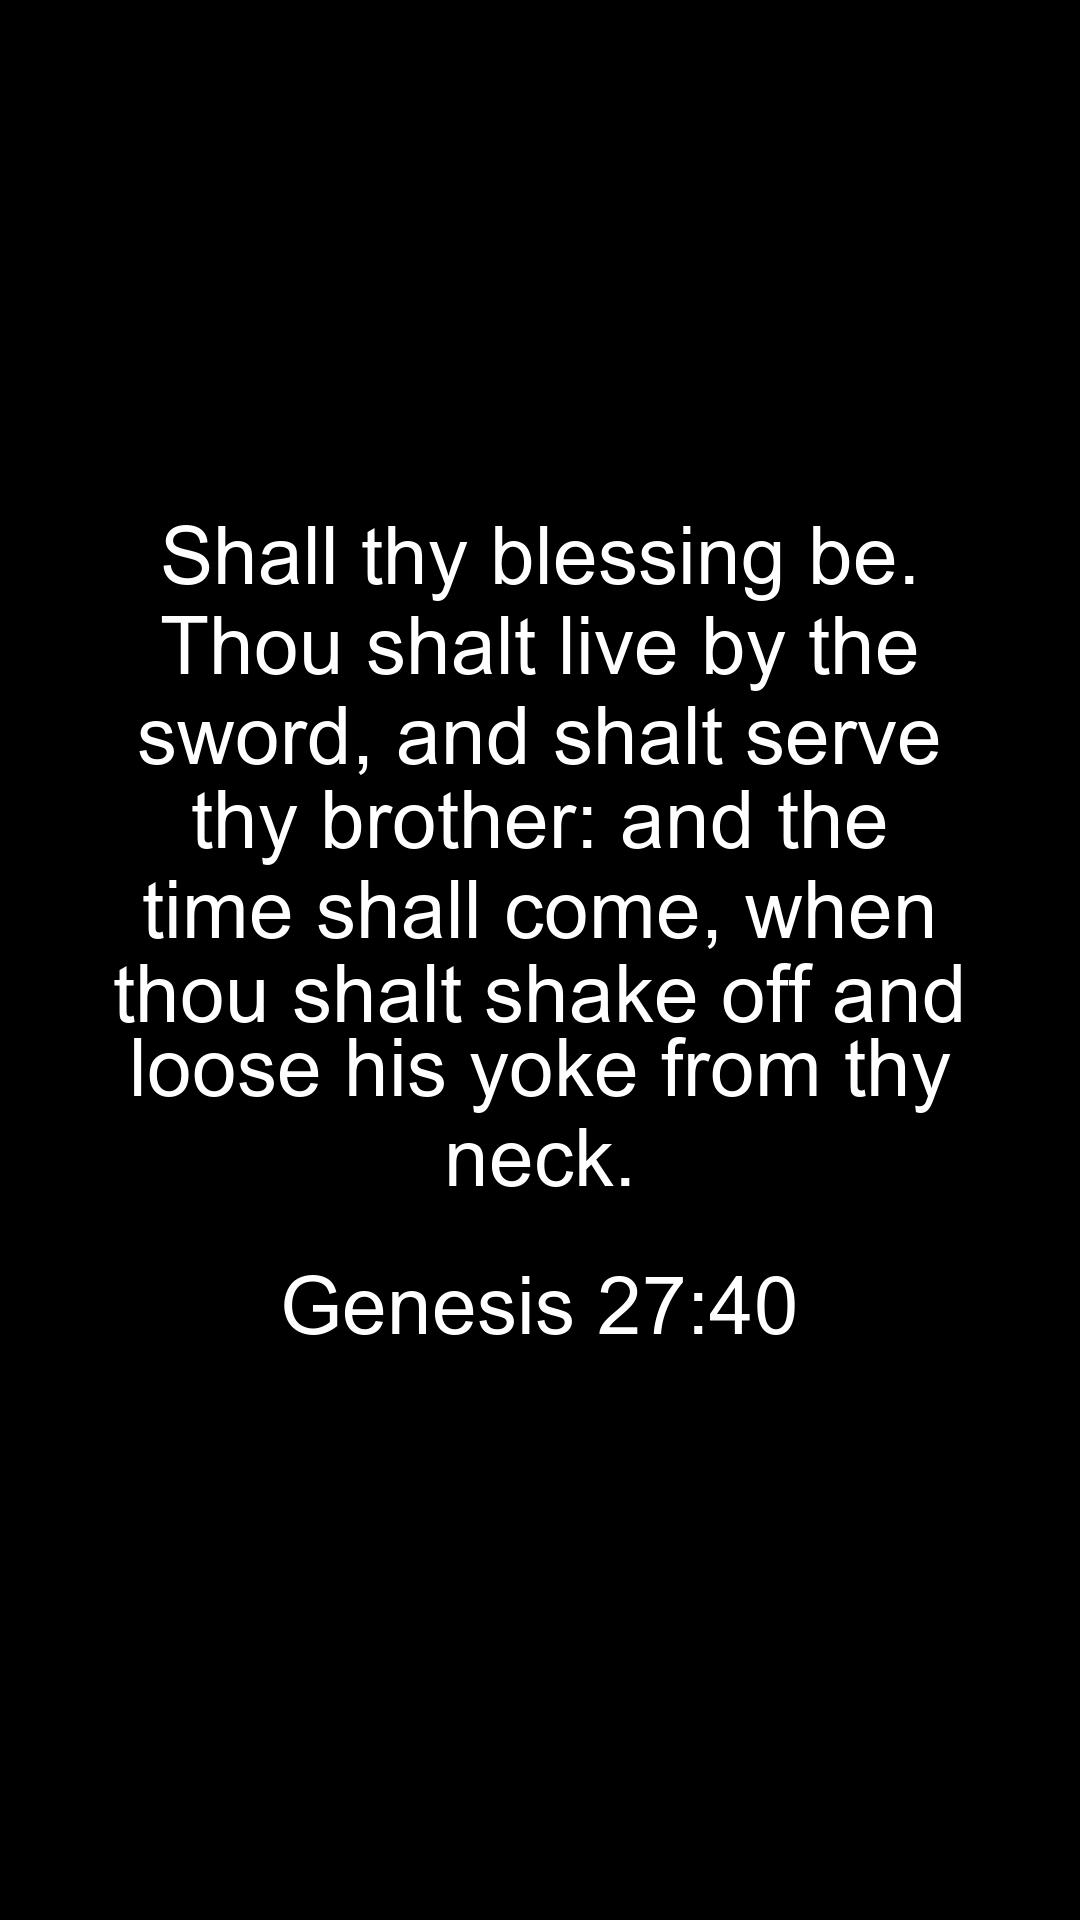 Shall thy blessing be.
Thou shalt live by the
sword, and shalt serve
thy brother: and the
time shall come, when
thou shalt shake off and
loose his yoke from thy
neck.
Genesis 27:40